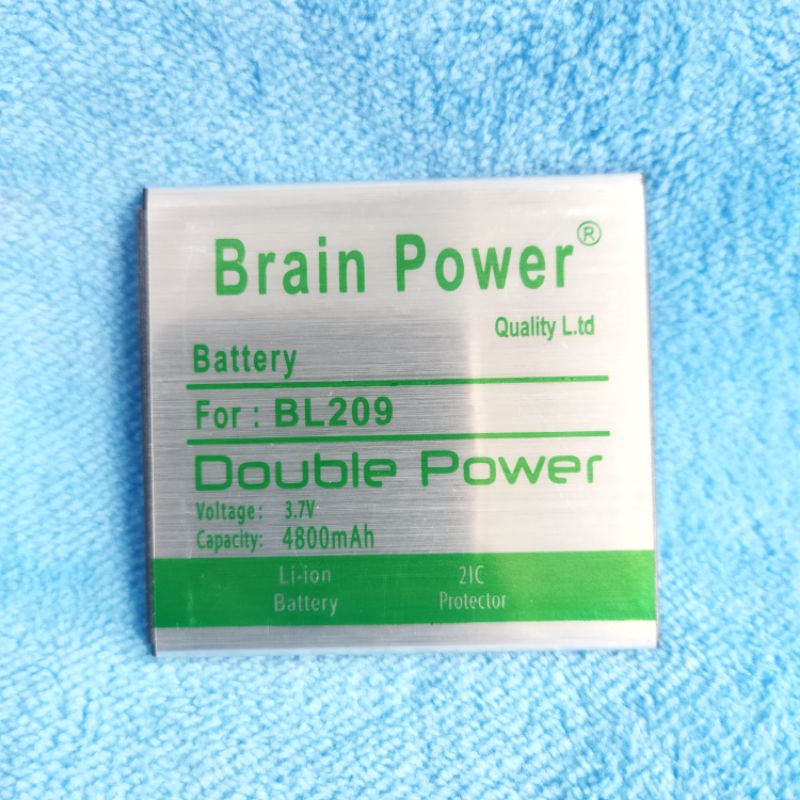 Brain Power®
Quality L.td
Battery
For : BL209
Double Power
Voltage: 3.7V
Capacity: 4800mAh
Li-ion 2IC
Battery Protector